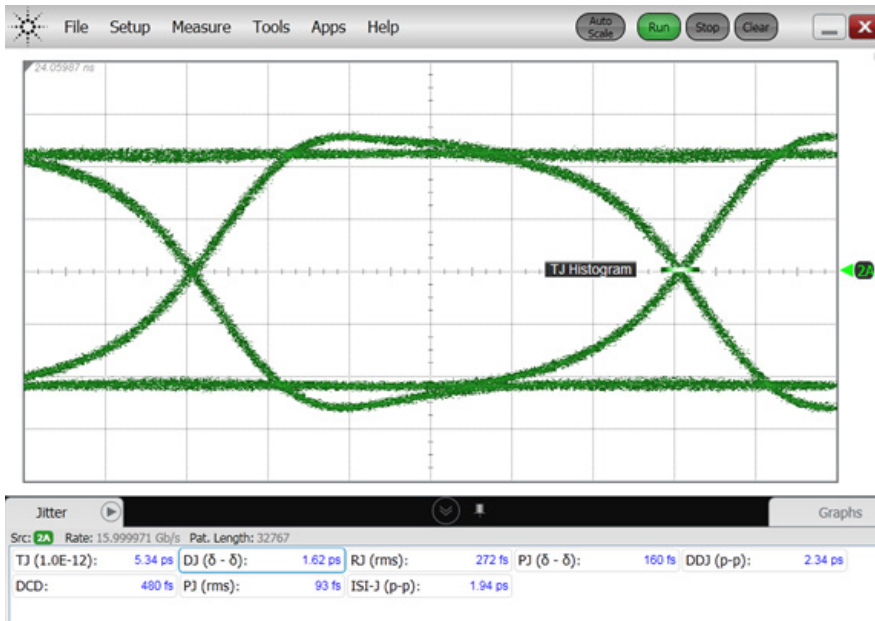 File Setup Measure Tools Apps Help Auto Scale Run Stop Clear
24.05987 ns
TJ Histogram
2A
Jitter Graphs
Src: 2A Rate: 15.999971 Gb/s Pat. Length: 32767
TJ (1.0E-12): 5.34 ps DJ (δ - δ): 1.62 ps RJ (rms): 272 fs PJ (δ - δ): 160 fs DDJ (p-p): 2.34 ps
DCD: 480 fs PJ (rms): 93 fs ISI-J (p-p): 1.94 ps